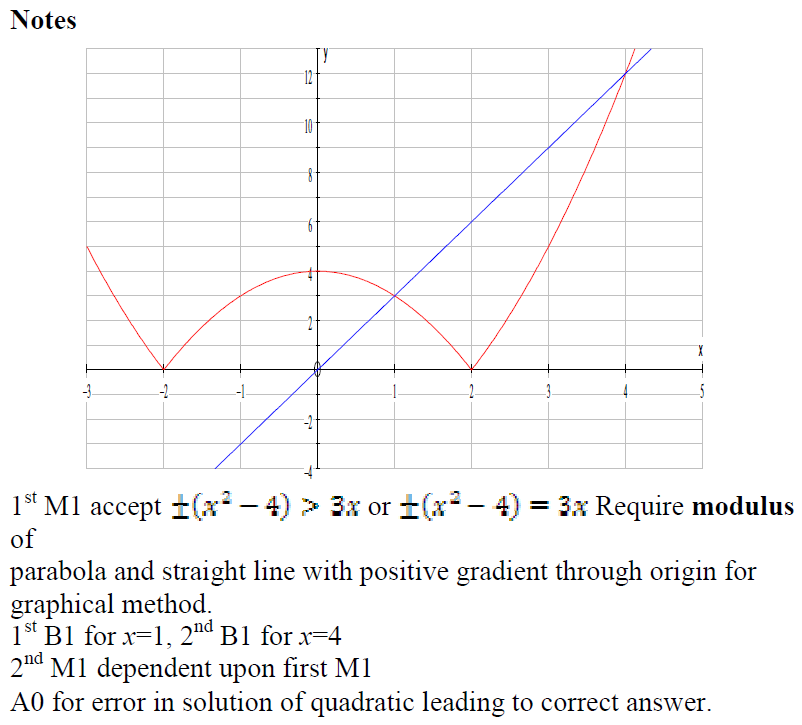 Notes
y
12
10
8
6
4
2
0
x
-3 -2 -1 1 2 3 4 5
-2
-4
1st M1 accept ±(x² − 4) > 3x or ±(x² − 4) = 3x Require modulus
of
parabola and straight line with positive gradient through origin for
graphical method.
1st B1 for x=1, 2nd B1 for x=4
2nd M1 dependent upon first M1
A0 for error in solution of quadratic leading to correct answer.